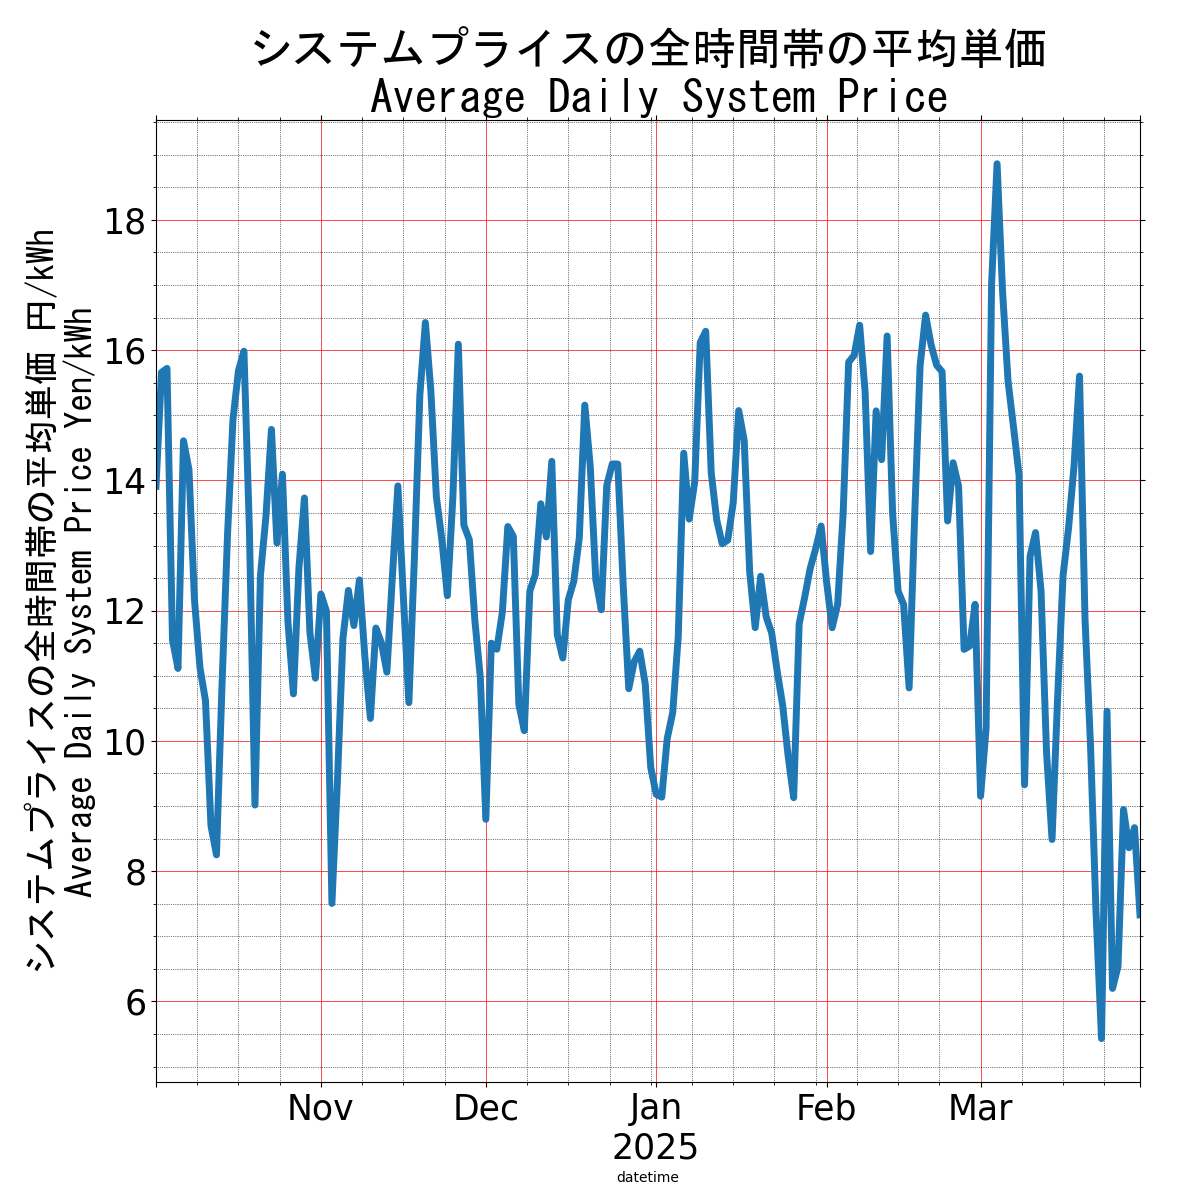 システムプライスの全時間帯の平均単価
Average Daily System Price
システムプライスの全時間帯の平均単価 円/kWh
Average Daily System Price Yen/kWh
18
16
14
12
10
8
6
Nov
Dec
Jan
2025
Feb
Mar
datetime